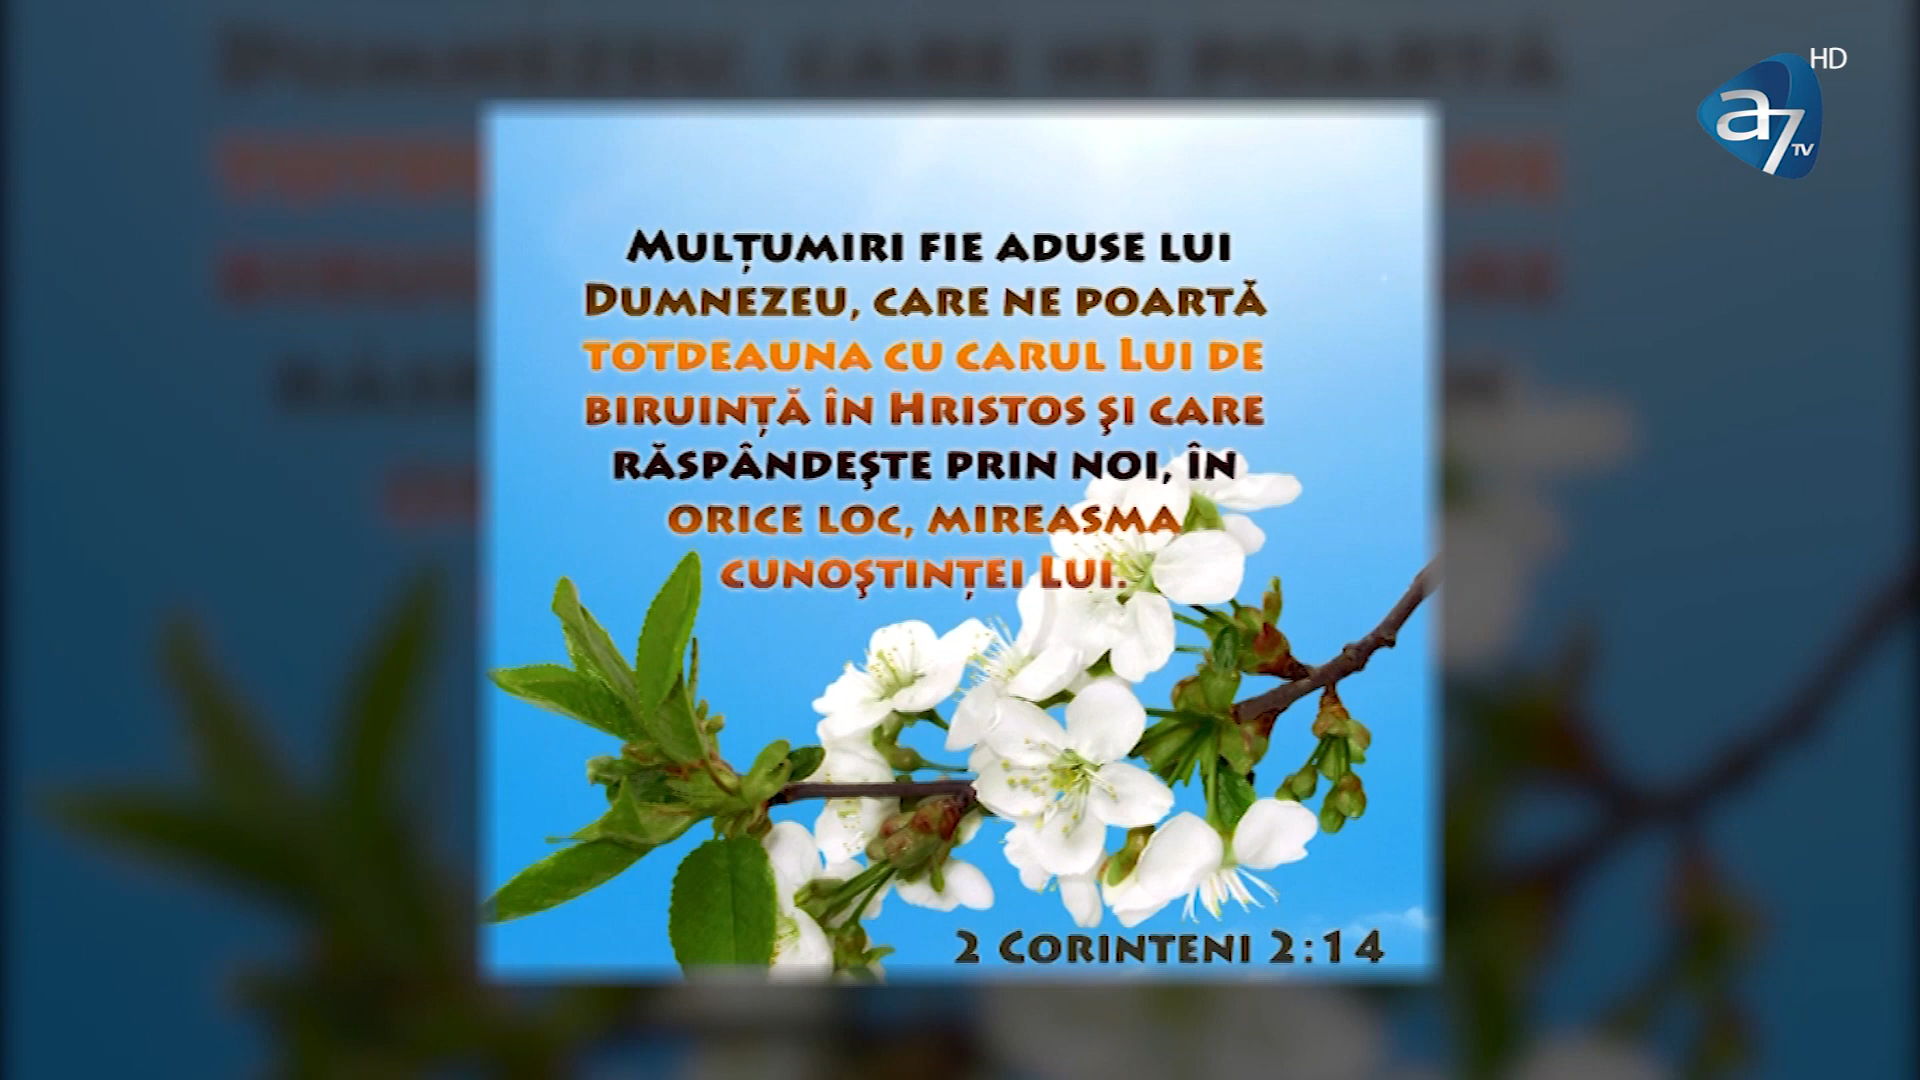 HD
a7 TV
MULȚUMIRI FIE ADUSE LUI
DUMNEZEU, CARE NE POARTĂ
TOTDEAUNA CU CARUL LUI DE
BIRUINȚĂ ÎN HRISTOS ŞI CARE
RĂSPÂNDEŞTE PRIN NOI, ÎN
ORICE LOC, MIREASMA
CUNOŞTINȚEI LUI.
2 CORINTENI 2:14